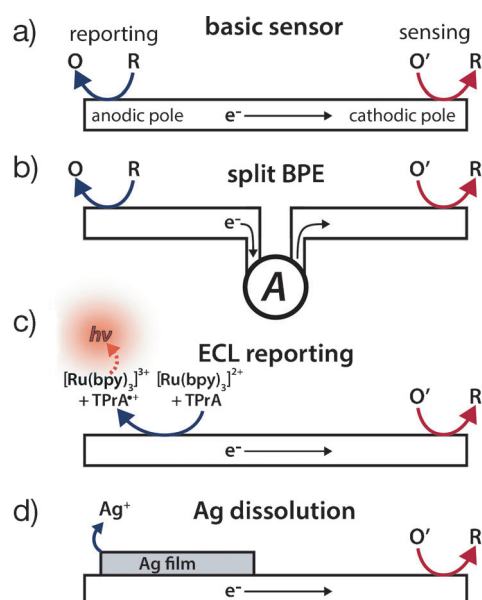 a) reporting basic sensor sensing
O R O′ R
anodic pole e⁻ cathodic pole
b) split BPE
O R O′ R
e⁻
A
c) hν ECL reporting
[Ru(bpy)₃]³⁺ [Ru(bpy)₃]²⁺
+ TPrA•⁺ + TPrA
O′ R
e⁻
d) Ag⁺ Ag dissolution
O′ R
Ag film
e⁻